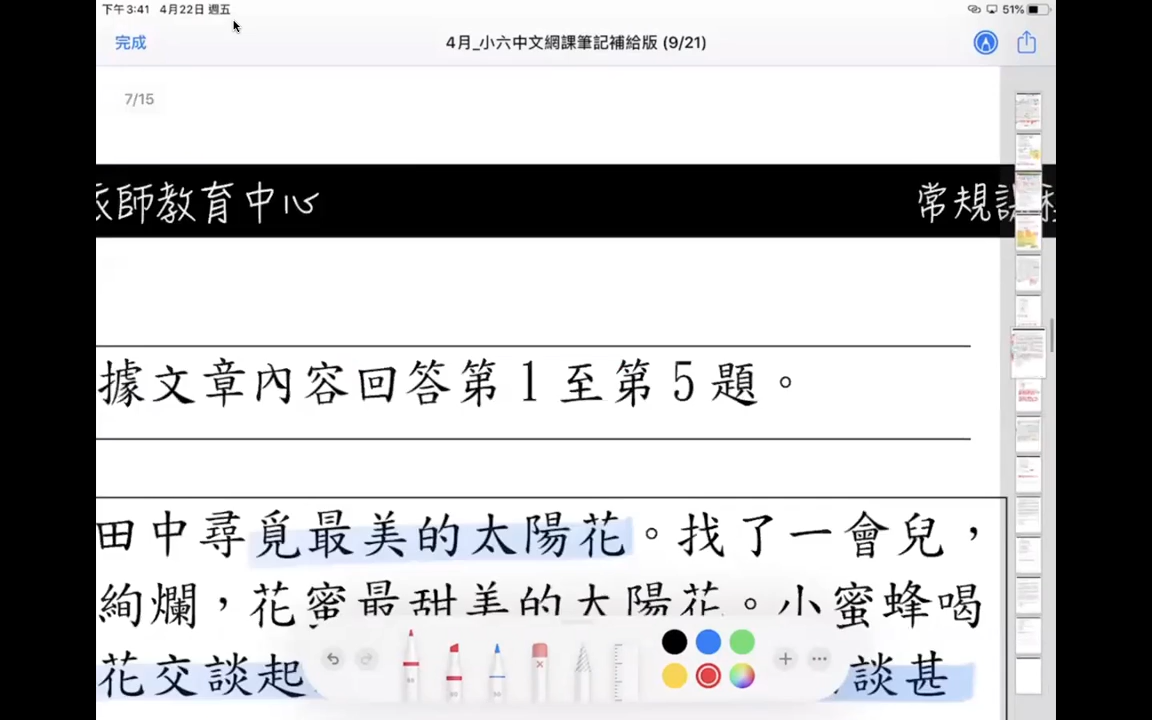 下午3:41 4月22日 週五
51%
完成
4月_小六中文網課筆記補給版 (9/21)
7/15
師教育中心
常規課程
據文章內容回答第1至第5題。
田中尋覓最美的太陽花。找了一會兒，
絢爛，花蜜最甜美的太陽花。小蜜蜂喝
花交談起
談甚